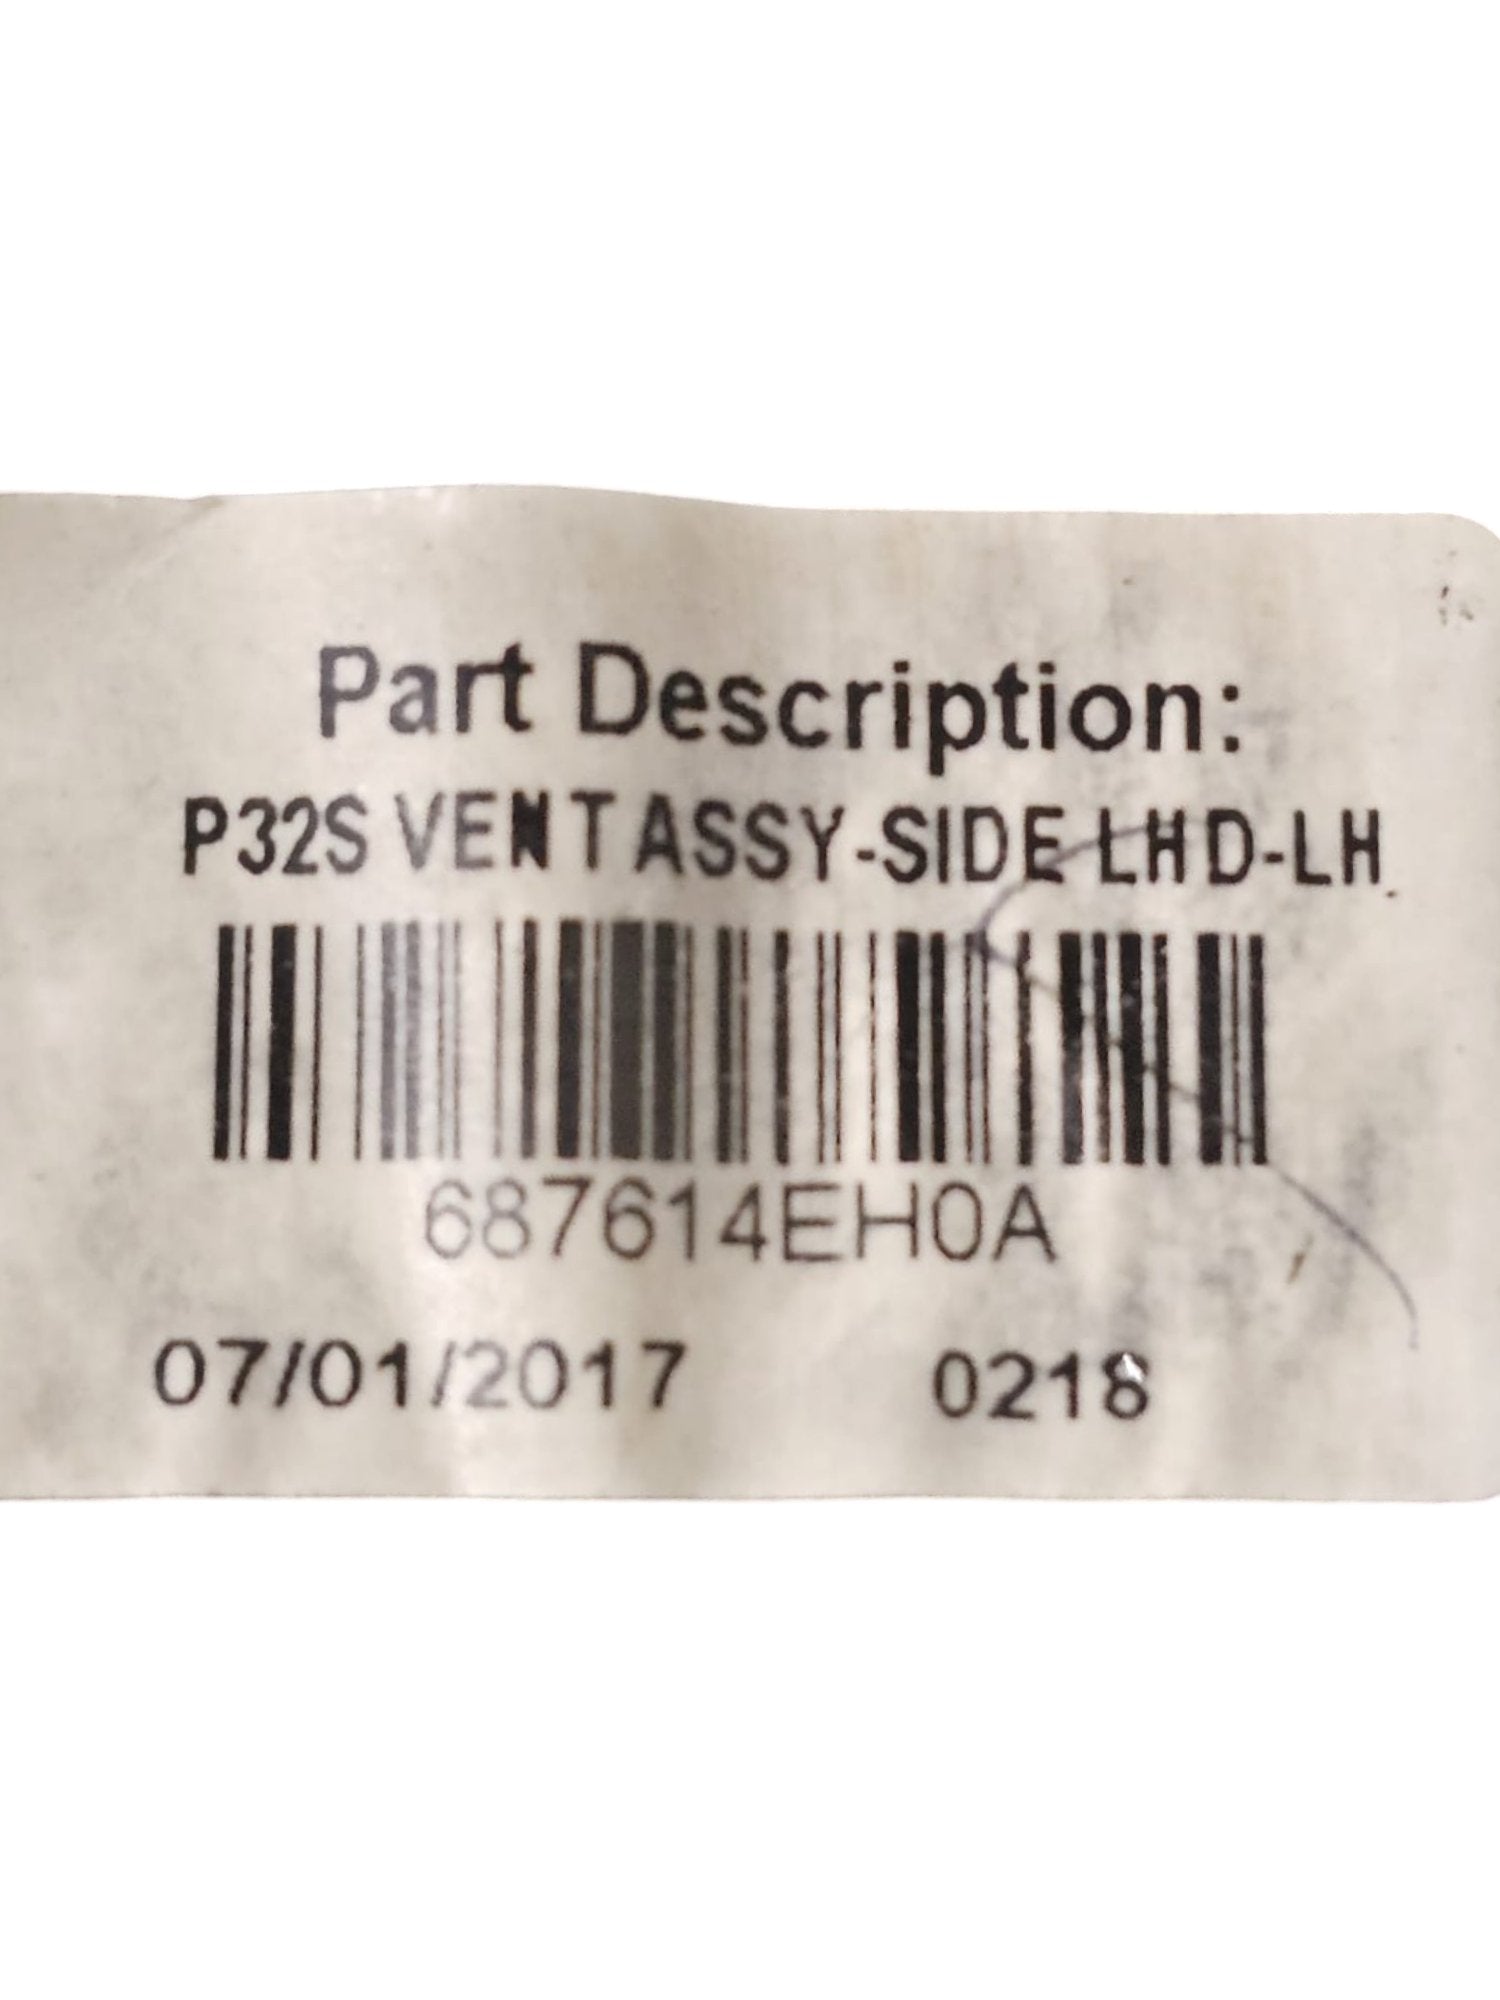 Part Description:
P32S VENT ASSY-SIDE LHD-LH
687614EH0A
07/01/2017 0218